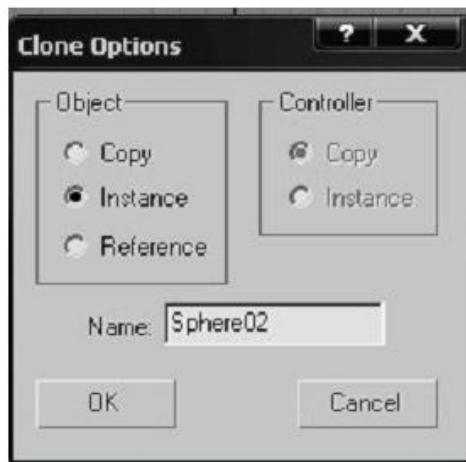 Clone Options
? X
Object
Controller
Copy
Copy
Instance
Instance
Reference
Name: Sphere02
OK
Cancel